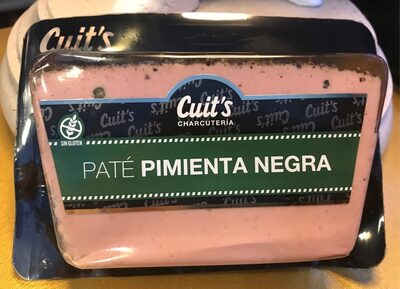 Cuit's
Cuit's
CHARCUTERÍA
SIN GLUTEN
PATÉ PIMIENTA NEGRA